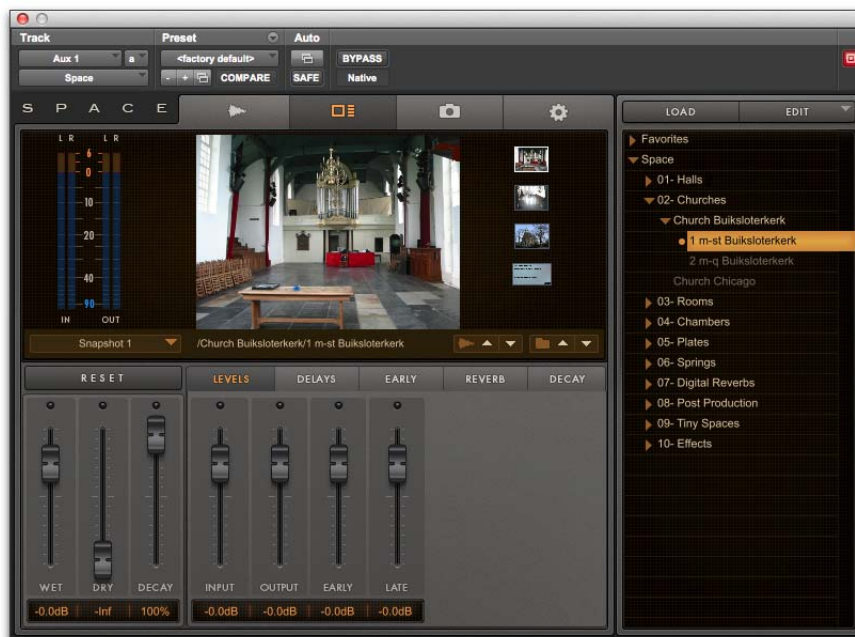 Track Preset Auto
Aux 1 a <factory default> BYPASS
Space - + COMPARE SAFE Native
SPACE
LOAD EDIT
L R L R
6
0
10
20
40
90
IN OUT
Snapshot 1 /Church Buiksloterkerk/1 m-st Buiksloterkerk
Favorites
Space
01- Halls
02- Churches
Church Buiksloterkerk
1 m-st Buiksloterkerk
2 m-q Buiksloterkerk
Church Chicago
03- Rooms
04- Chambers
05- Plates
06- Springs
07- Digital Reverbs
08- Post Production
09- Tiny Spaces
10- Effects
RESET LEVELS DELAYS EARLY REVERB DECAY
WET DRY DECAY INPUT OUTPUT EARLY LATE
-0.0dB -Inf 100% -0.0dB -0.0dB -0.0dB -0.0dB